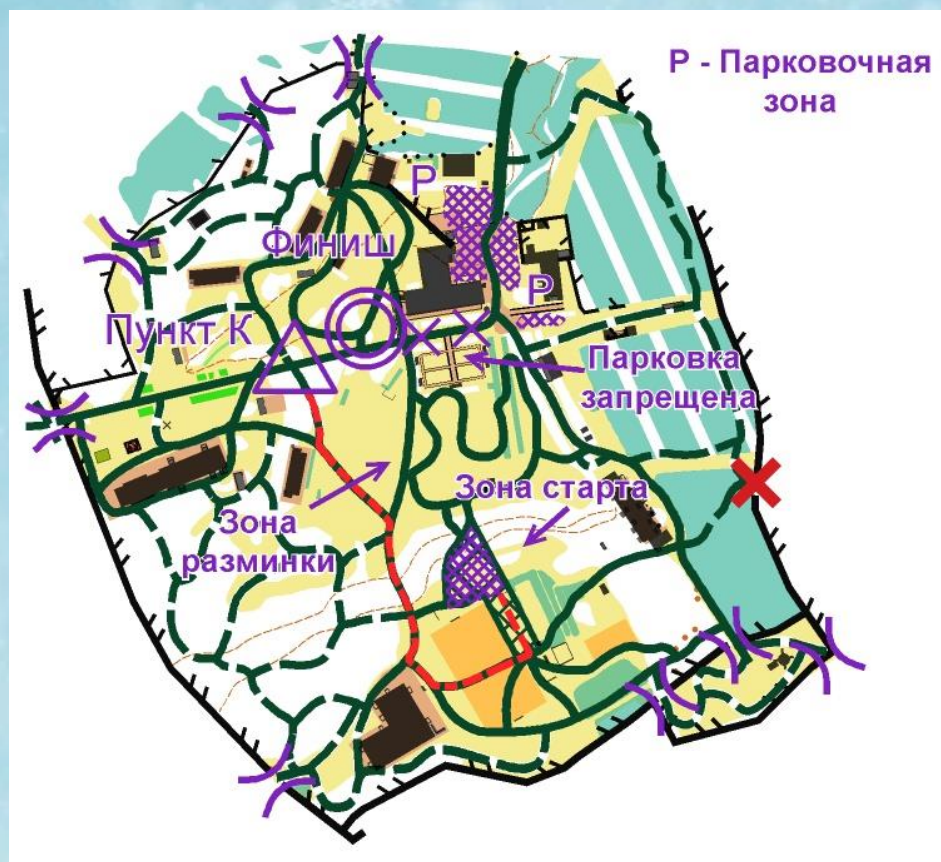 Р - Парковочная
зона
Р
Финиш
Р
Пункт К
Парковка
запрещена
Зона старта
Зона
разминки